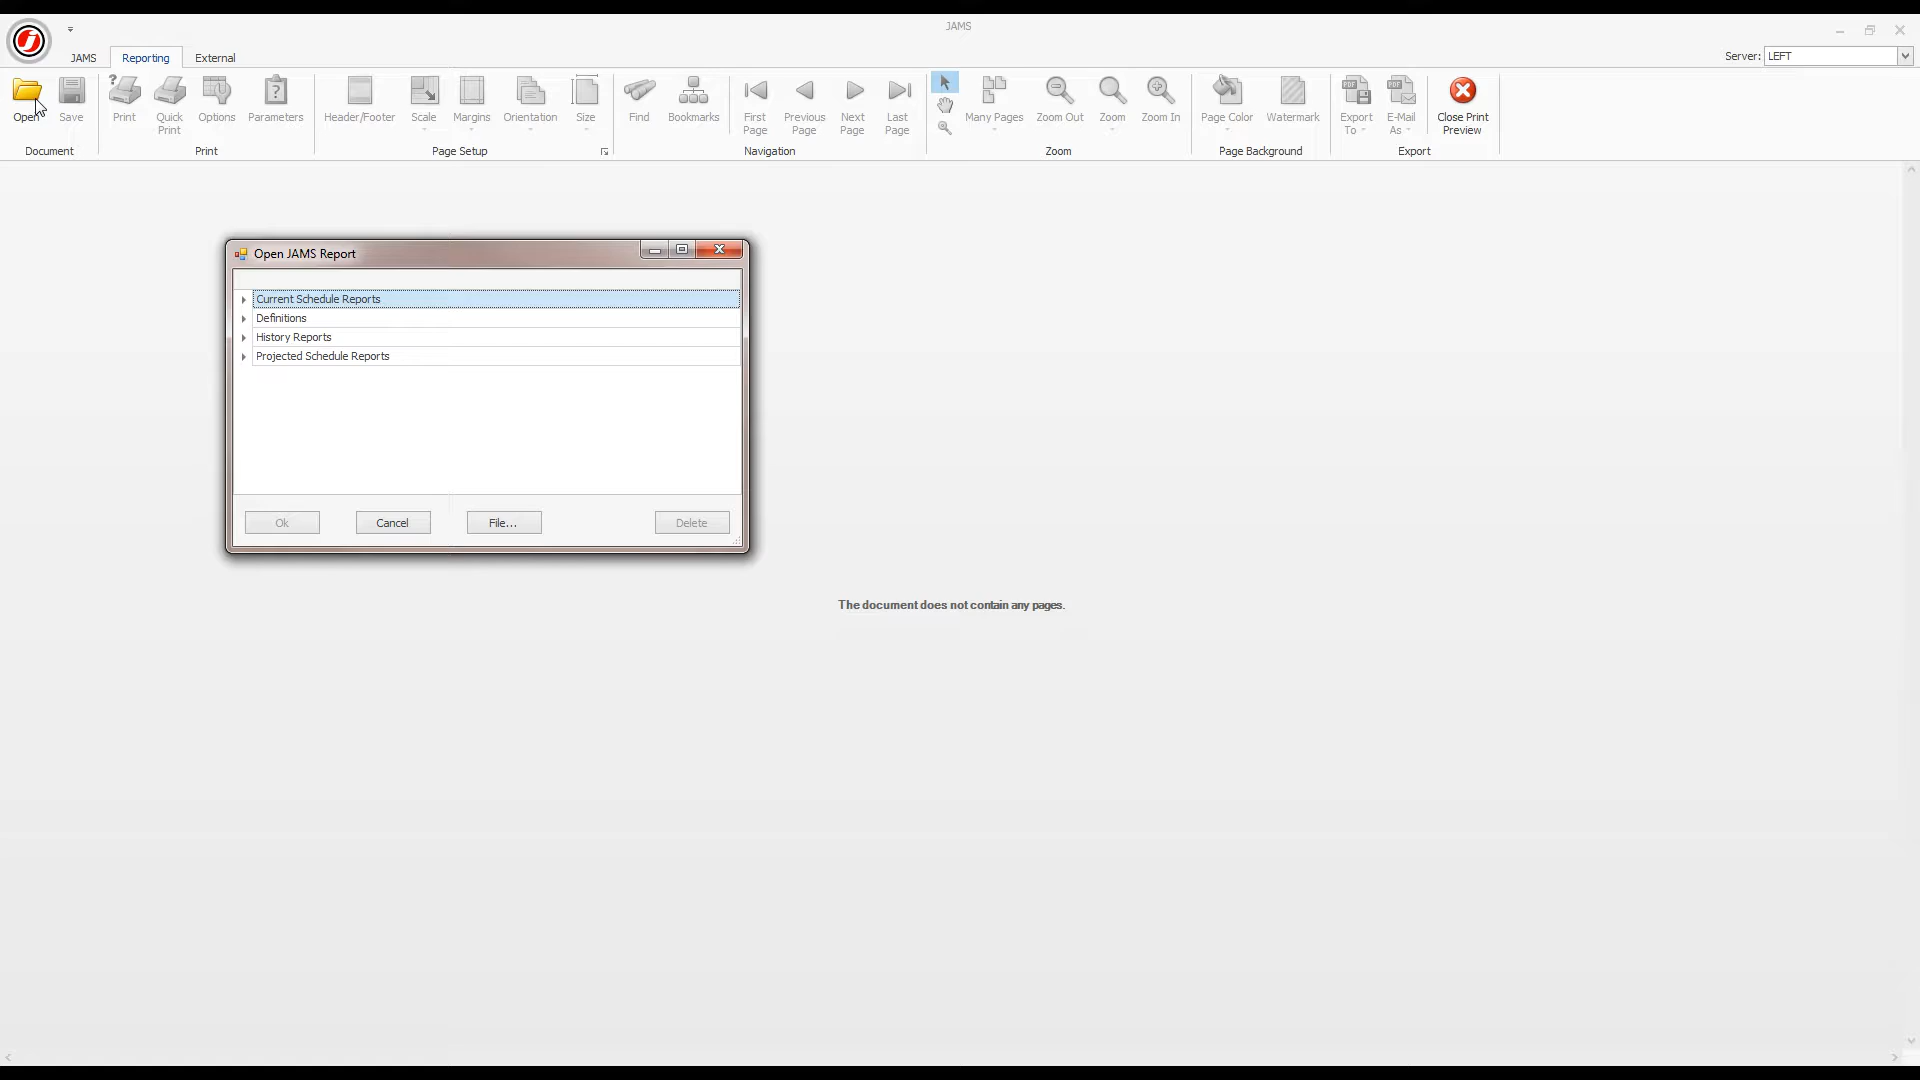 JAMS
JAMS Reporting External Server: LEFT
Open Save Print Quick Print Options Parameters Header/Footer Scale Margins Orientation Size Find Bookmarks First Page Previous Page Next Page Last Page Many Pages Zoom Out Zoom Zoom In Page Color Watermark Export To E-Mail As Close Print Preview
Document Print Page Setup Navigation Zoom Page Background Export
Open JAMS Report
Current Schedule Reports
Definitions
History Reports
Projected Schedule Reports
Ok Cancel File... Delete
The document does not contain any pages.